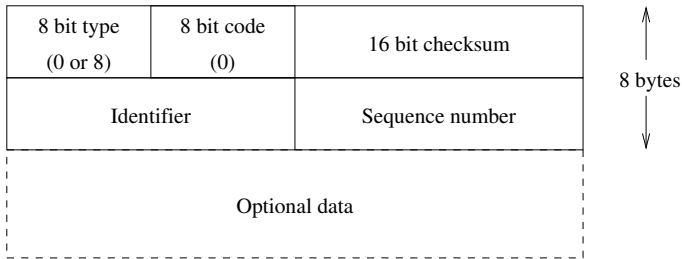 8 bit type
(0 or 8)
8 bit code
(0)
16 bit checksum
8 bytes
Identifier
Sequence number
Optional data